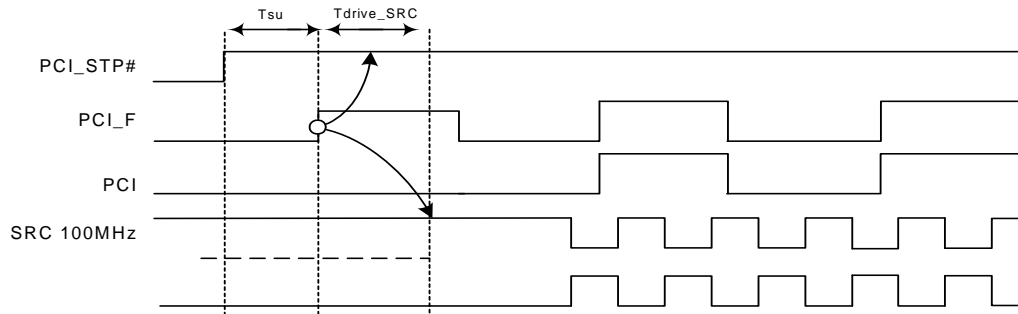 Tsu Tdrive_SRC
PCI_STP#
PCI_F
PCI
SRC 100MHz